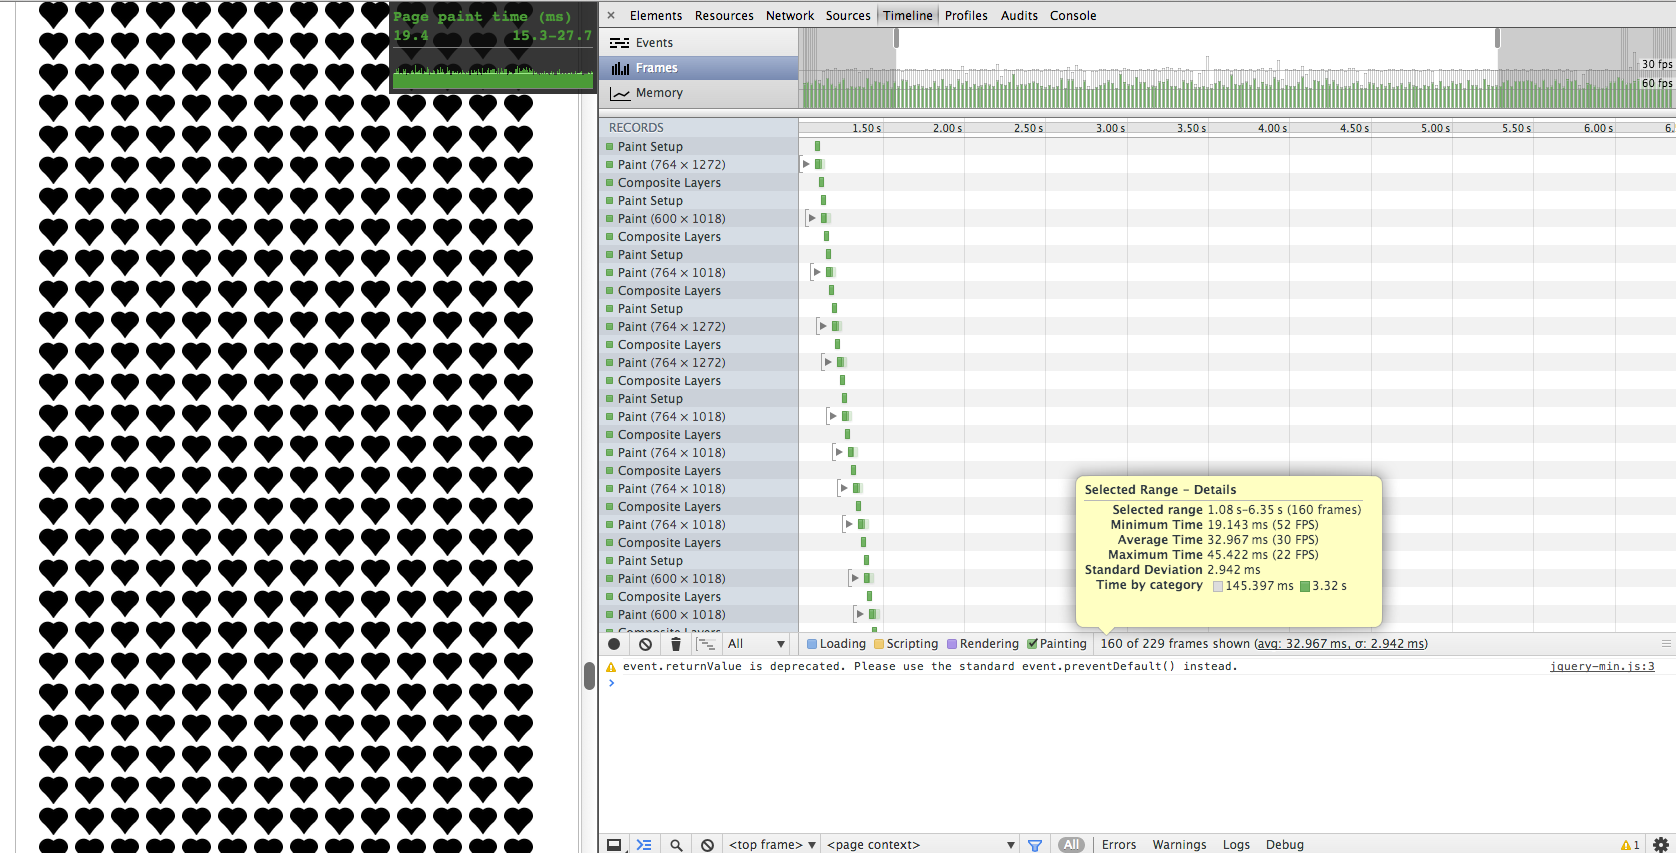 Page paint time (ms)
19.4 15.3-27.7
× Elements Resources Network Sources Timeline Profiles Audits Console
Events
Frames
Memory
30 fps
60 fps
RECORDS 1.50 s 2.00 s 2.50 s 3.00 s 3.50 s 4.00 s 4.50 s 5.00 s 5.50 s 6.00 s 6.
Paint Setup
Paint (764 × 1272)
Composite Layers
Paint Setup
Paint (600 × 1018)
Composite Layers
Paint Setup
Paint (764 × 1018)
Composite Layers
Paint Setup
Paint (764 × 1272)
Composite Layers
Paint (764 × 1272)
Composite Layers
Paint Setup
Paint (764 × 1018)
Composite Layers
Paint (764 × 1018)
Composite Layers
Paint (764 × 1018)
Composite Layers
Paint (764 × 1018)
Composite Layers
Paint Setup
Paint (600 × 1018)
Composite Layers
Paint (600 × 1018)
Composite Layers
Selected Range – Details
Selected range 1.08 s–6.35 s (160 frames)
Minimum Time 19.143 ms (52 FPS)
Average Time 32.967 ms (30 FPS)
Maximum Time 45.422 ms (22 FPS)
Standard Deviation 2.942 ms
Time by category 145.397 ms 3.32 s
All Loading Scripting Rendering Painting 160 of 229 frames shown (avg: 32.967 ms, σ: 2.942 ms)
event.returnValue is deprecated. Please use the standard event.preventDefault() instead. jquery-min.js:3
>
<top frame> <page context> All Errors Warnings Logs Debug 1